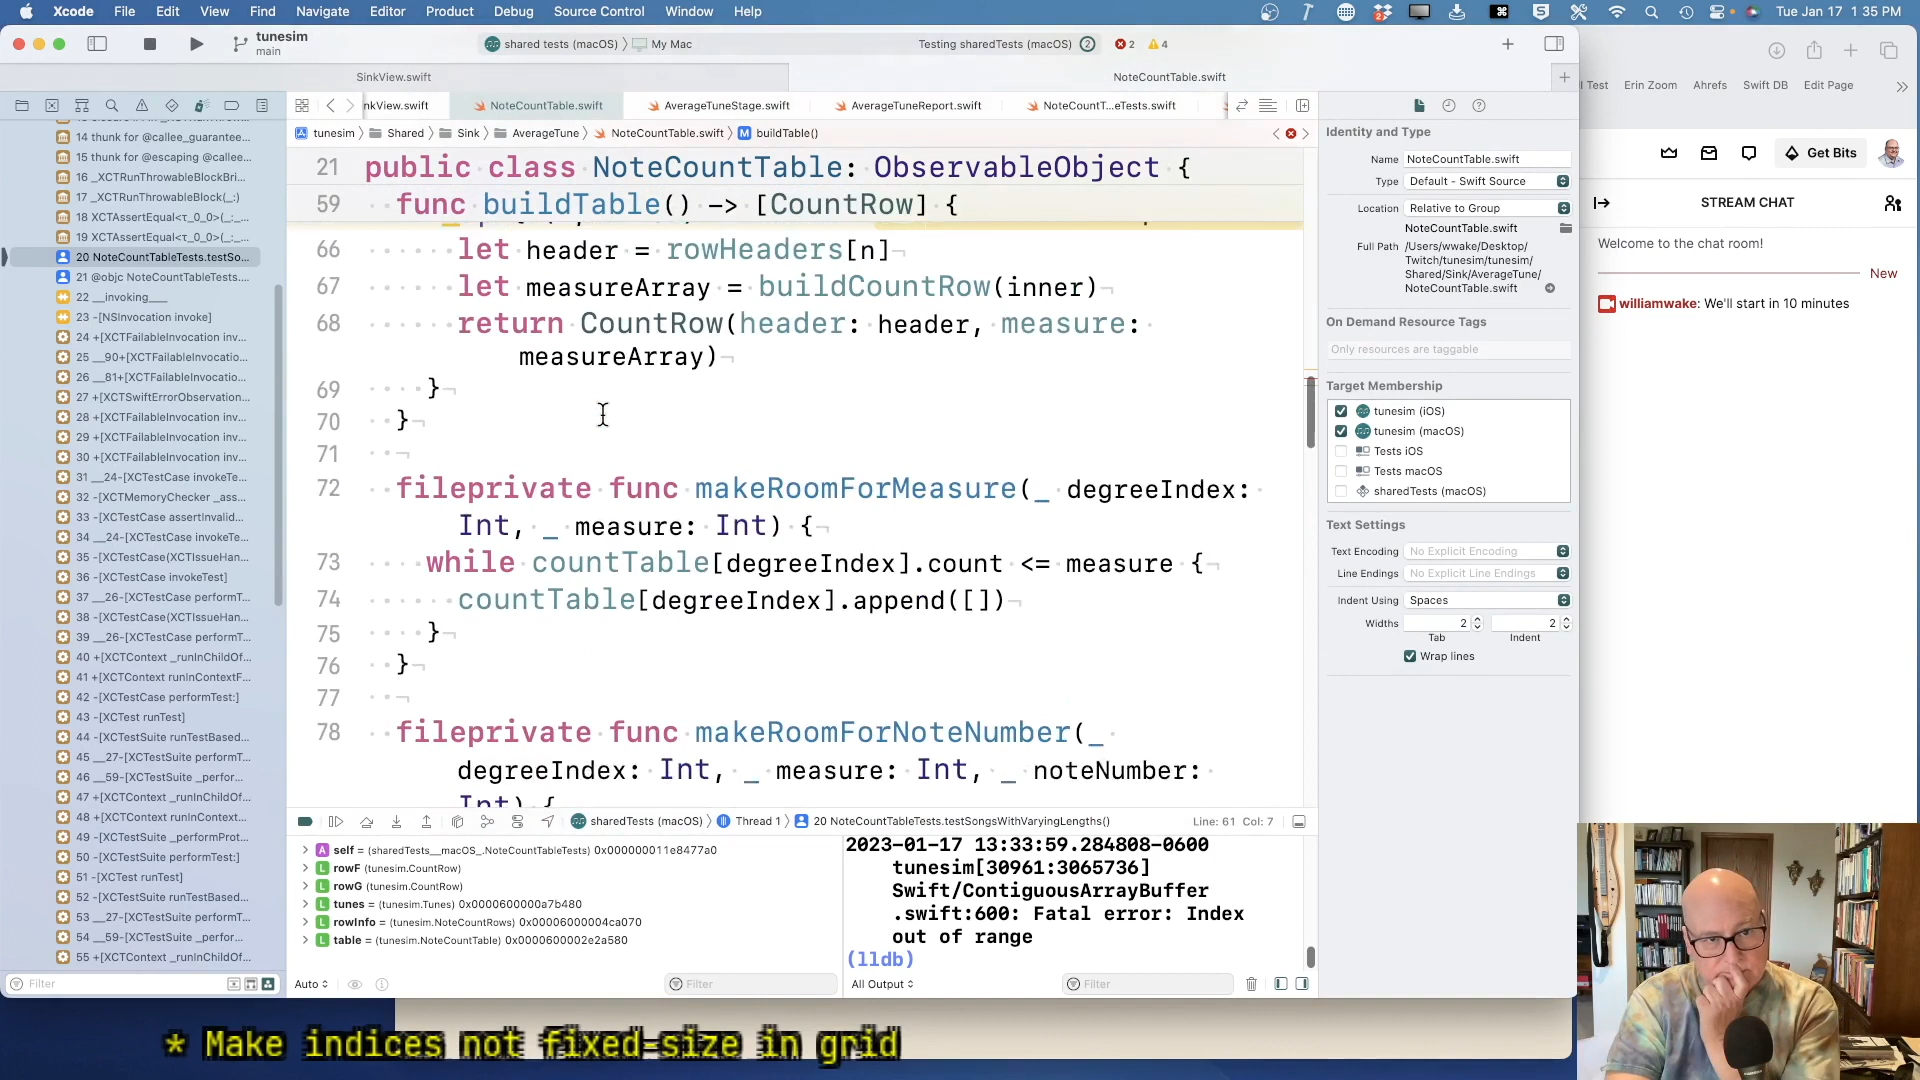 Xcode File Edit View Find Navigate Editor Product Debug Source Control Window Help
Tue Jan 17 1:35 PM
tunesim
main
shared tests (macOS) 〉 My Mac
Testing sharedTests (macOS) 2
2 4
SinkView.swift
NoteCountTable.swift
nkView.swift NoteCountTable.swift AverageTuneStage.swift AverageTuneReport.swift NoteCountT...eTests.swift
tunesim 〉 Shared 〉 Sink 〉 AverageTune 〉 NoteCountTable.swift 〉 M buildTable()
14 thunk for @callee_guarantee...
15 thunk for @escaping @callee...
16 _XCTRunThrowableBlockBri...
17 _XCTRunThrowableBlock(_:)
18 XCTAssertEqual<τ_0_0>(_:_...
19 XCTAssertEqual<τ_0_0>(_:_...
20 NoteCountTableTests.testSo...
21 @objc NoteCountTableTests....
22 __invoking____
23 -[NSInvocation invoke]
24 +[XCTFailableInvocation inv...
25 __90+[XCTFailableInvocatio...
26 __81+[XCTFailableInvocatio...
27 +[XCTSwiftErrorObservation...
28 +[XCTFailableInvocation inv...
29 +[XCTFailableInvocation inv...
30 +[XCTFailableInvocation inv...
31 __24-[XCTestCase invokeTe...
32 -[XCTMemoryChecker _ass...
33 -[XCTestCase assertInvalid...
34 __24-[XCTestCase invokeTe...
35 -[XCTestCase(XCTIssueHan...
36 -[XCTestCase invokeTest]
37 __26-[XCTestCase performT...
38 -[XCTestCase(XCTIssueHan...
39 __26-[XCTestCase performT...
40 +[XCTContext _runInChildOf...
41 +[XCTContext runInContextF...
42 -[XCTestCase performTest:]
43 -[XCTest runTest]
44 -[XCTestSuite runTestBased...
45 __27-[XCTestSuite performT...
46 __59-[XCTestSuite _perfor...
47 +[XCTContext _runInChildOf...
48 +[XCTContext runInContext...
49 -[XCTestSuite _performProt...
50 -[XCTestSuite performTest:]
51 -[XCTest runTest]
52 -[XCTestSuite runTestBased...
53 __27-[XCTestSuite performT...
54 __59-[XCTestSuite _perfor...
55 +[XCTContext _runInChildOf...
Filter
21 public class NoteCountTable: ObservableObject {
59 func buildTable() -> [CountRow] {
66 let header = rowHeaders[n]
67 let measureArray = buildCountRow(inner)
68 return CountRow(header: header, measure:
measureArray)
69 }
70 }
71
72 fileprivate func makeRoomForMeasure(_ degreeIndex:
Int, _ measure: Int) {
73 while countTable[degreeIndex].count <= measure {
74 countTable[degreeIndex].append([])
75 }
76 }
77
78 fileprivate func makeRoomForNoteNumber(_
degreeIndex: Int, _ measure: Int, _ noteNumber:
Int) {
sharedTests (macOS) 〉 Thread 1 〉 20 NoteCountTableTests.testSongsWithVaryingLengths()
Line: 61 Col: 7
A self = (sharedTests__macOS_.NoteCountTableTests) 0x000000011e8477a0
L rowF (tunesim.CountRow)
L rowG (tunesim.CountRow)
L tunes = (tunesim.Tunes) 0x0000600000a7b480
L rowInfo = (tunesim.NoteCountRows) 0x00006000004ca070
L table = (tunesim.NoteCountTable) 0x0000600002e2a580
Auto
Filter
2023-01-17 13:33:59.284808-0600
tunesim[30961:3065736]
Swift/ContiguousArrayBuffer
.swift:600: Fatal error: Index
out of range
(lldb)
All Output
Filter
Identity and Type
Name NoteCountTable.swift
Type Default - Swift Source
Location Relative to Group
NoteCountTable.swift
Full Path /Users/wwake/Desktop/
Twitch/tunesim/tunesim/
Shared/Sink/AverageTune/
NoteCountTable.swift
On Demand Resource Tags
Only resources are taggable
Target Membership
tunesim (iOS)
tunesim (macOS)
Tests iOS
Tests macOS
sharedTests (macOS)
Text Settings
Text Encoding No Explicit Encoding
Line Endings No Explicit Line Endings
Indent Using Spaces
Widths 2 2
Tab Indent
Wrap lines
l Test Erin Zoom Ahrefs Swift DB Edit Page
Get Bits
STREAM CHAT
Welcome to the chat room!
New
williamwake: We'll start in 10 minutes
* Make indices not fixed-size in grid